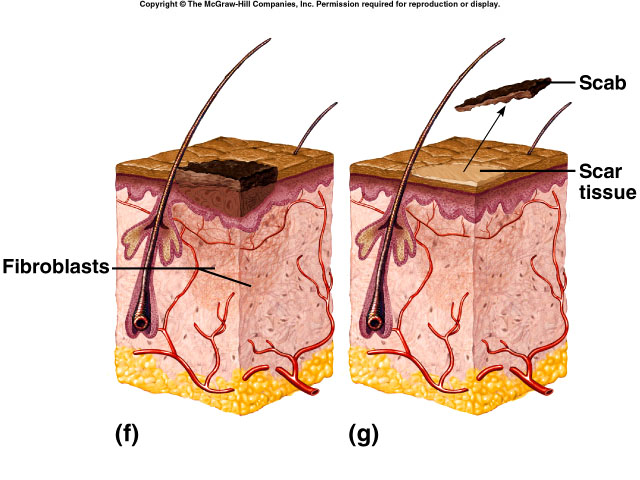 Copyright © The McGraw-Hill Companies, Inc. Permission required for reproduction or display.
Scab
Scar
tissue
Fibroblasts
(f)
(g)